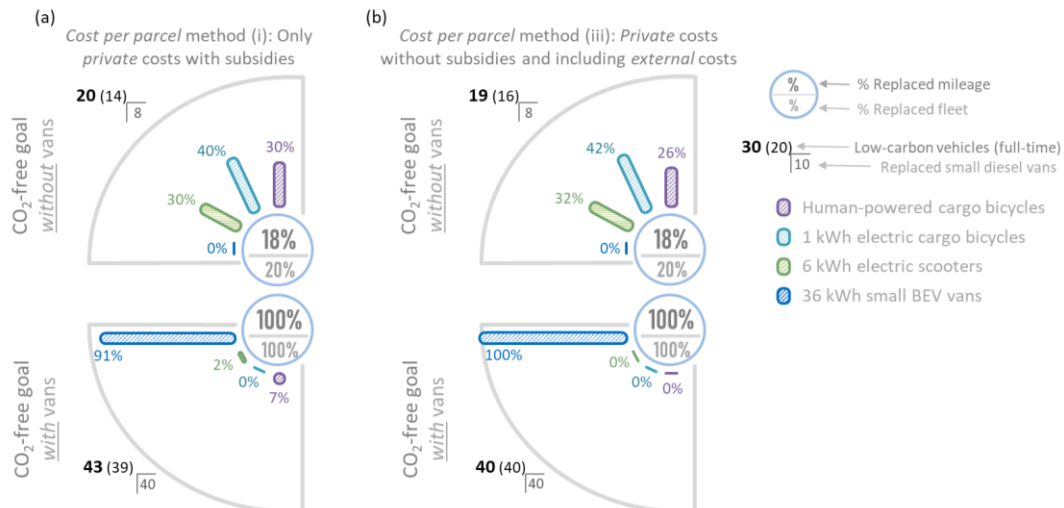 (a)
Cost per parcel method (i): Only
private costs with subsidies
CO2-free goal
without vans
20 (14)
8
30%
40%
30%
0%
18%
20%
CO2-free goal
with vans
100%
100%
91%
2%
0%
7%
43 (39)
40
(b)
Cost per parcel method (iii): Private costs
without subsidies and including external costs
CO2-free goal
without vans
19 (16)
8
26%
42%
32%
0%
18%
20%
CO2-free goal
with vans
100%
100%
100%
0%
0%
0%
40 (40)
40
%
% Replaced mileage
%
% Replaced fleet
30 (20)
Low-carbon vehicles (full-time)
10
Replaced small diesel vans
Human-powered cargo bicycles
1 kWh electric cargo bicycles
6 kWh electric scooters
36 kWh small BEV vans